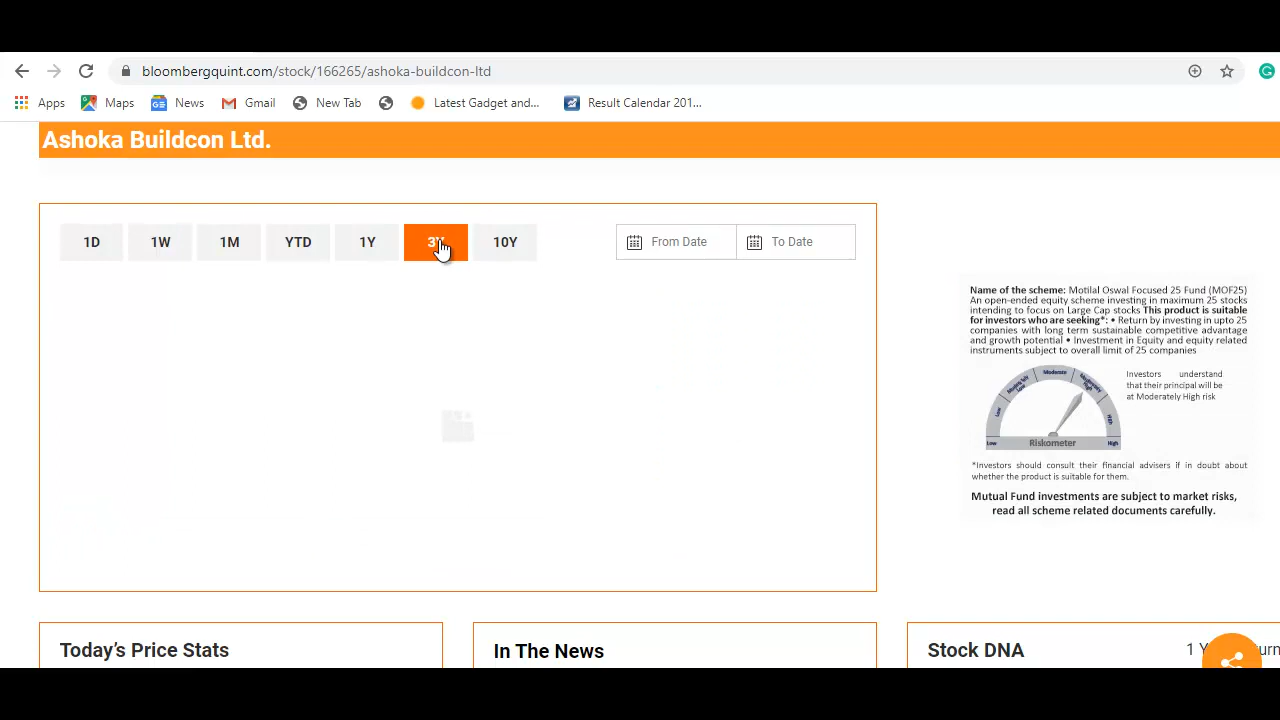 bloombergquint.com/stock/166265/ashoka-buildcon-ltd
Apps Maps News Gmail New Tab Latest Gadget and... Result Calendar 201...
Ashoka Buildcon Ltd.
1D 1W 1M YTD 1Y 10Y From Date To Date
Name of the scheme: Motilal Oswal Focused 25 Fund (MOF25)
An open-ended equity scheme investing in maximum 25 stocks
intending to focus on Large Cap stocks This product is suitable
for investors who are seeking*: • Return by investing in upto 25
companies with long term sustainable competitive advantage
and growth potential • Investment in Equity and equity related
instruments subject to overall limit of 25 companies
Low Low Moderate High High
Low Riskometer High
Investors understand
that their principal will be
at Moderately High risk
*Investors should consult their financial advisers if in doubt about
whether the product is suitable for them.
Mutual Fund investments are subject to market risks,
read all scheme related documents carefully.
Today's Price Stats
In The News
Stock DNA
1